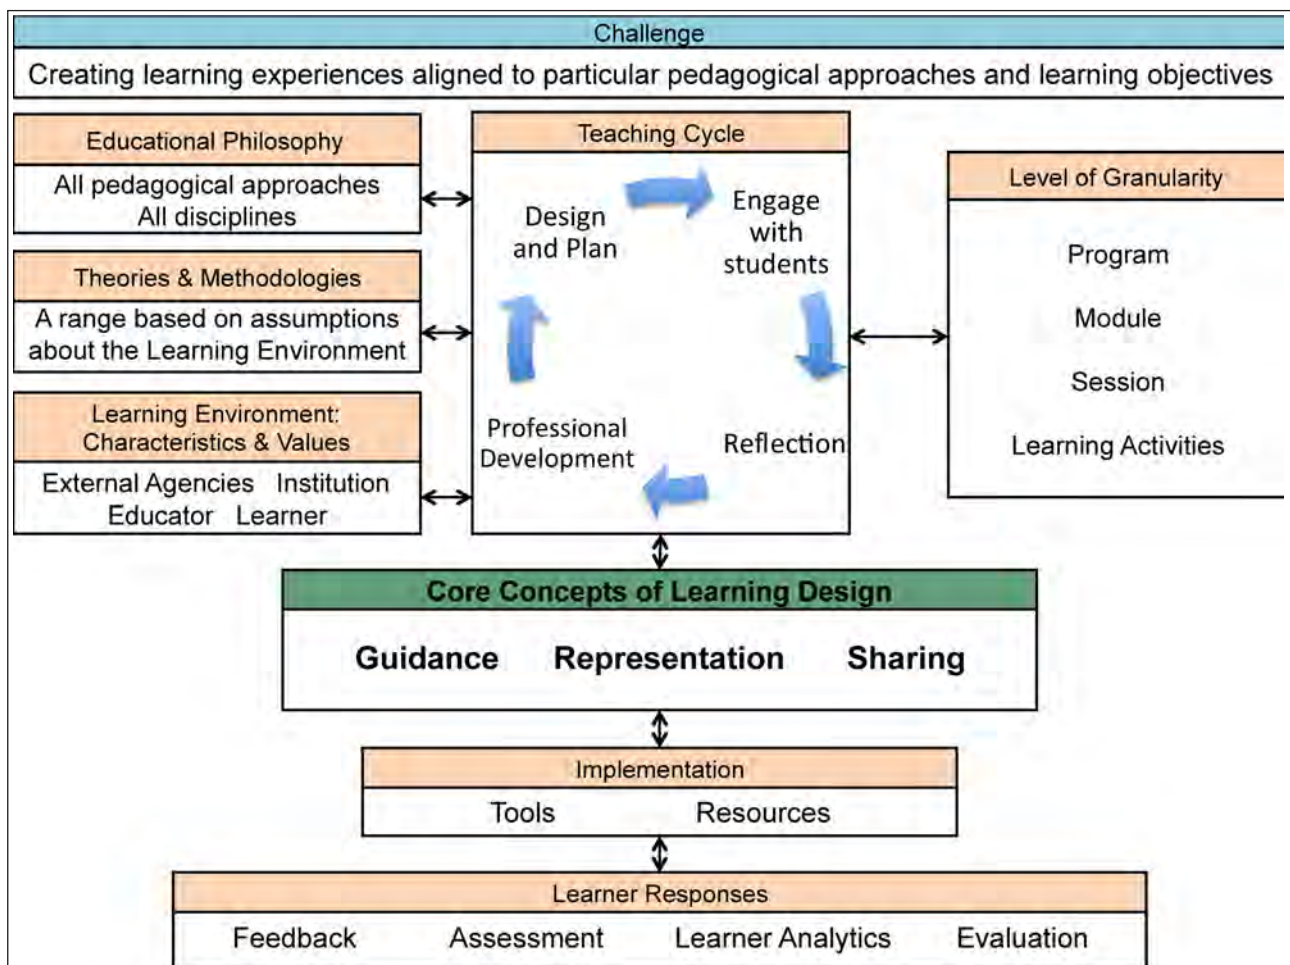 Challenge
Creating learning experiences aligned to particular pedagogical approaches and learning objectives
Educational Philosophy
All pedagogical approaches
All disciplines
Theories & Methodologies
A range based on assumptions
about the Learning Environment
Learning Environment:
Characteristics & Values
External Agencies Institution
Educator Learner
Teaching Cycle
Design
and Plan
Engage
with
students
Reflection
Professional
Development
Level of Granularity
Program
Module
Session
Learning Activities
Core Concepts of Learning Design
Guidance Representation Sharing
Implementation
Tools Resources
Learner Responses
Feedback Assessment Learner Analytics Evaluation